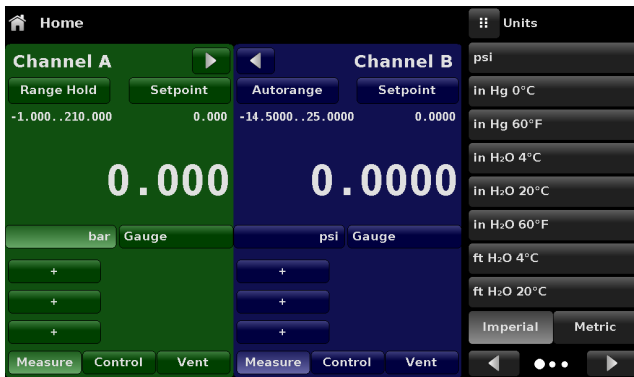 Home
Channel A
Range Hold Setpoint
-1.000..210.000 0.000
0.000
bar Gauge
+
+
+
Measure Control Vent
Channel B
Autorange Setpoint
-14.5000..25.0000 0.0000
0.0000
psi Gauge
+
+
+
Measure Control Vent
Units
psi
in Hg 0°C
in Hg 60°F
in H₂O 4°C
in H₂O 20°C
in H₂O 60°F
ft H₂O 4°C
ft H₂O 20°C
Imperial Metric